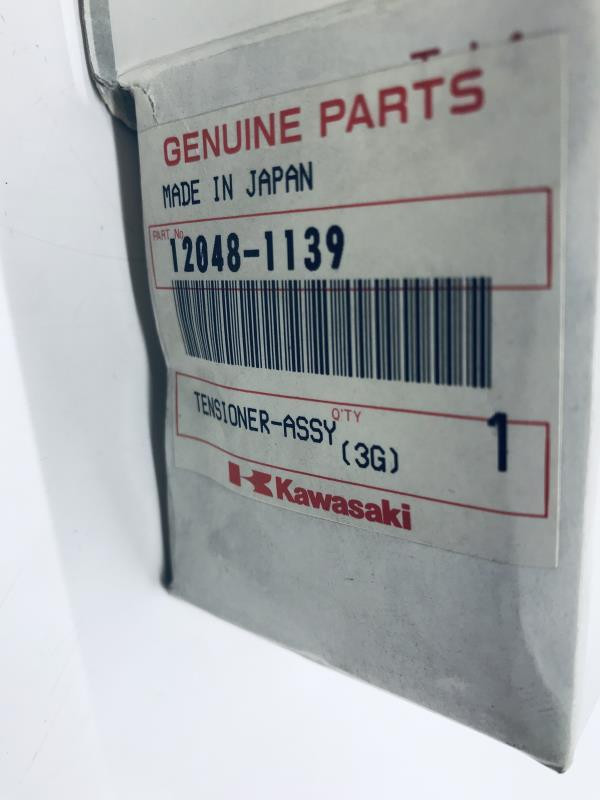 GENUINE PARTS
MADE IN JAPAN
PART No
12048-1139
TENSIONER-ASSY
Q'TY
1
(3G)
Kawasaki